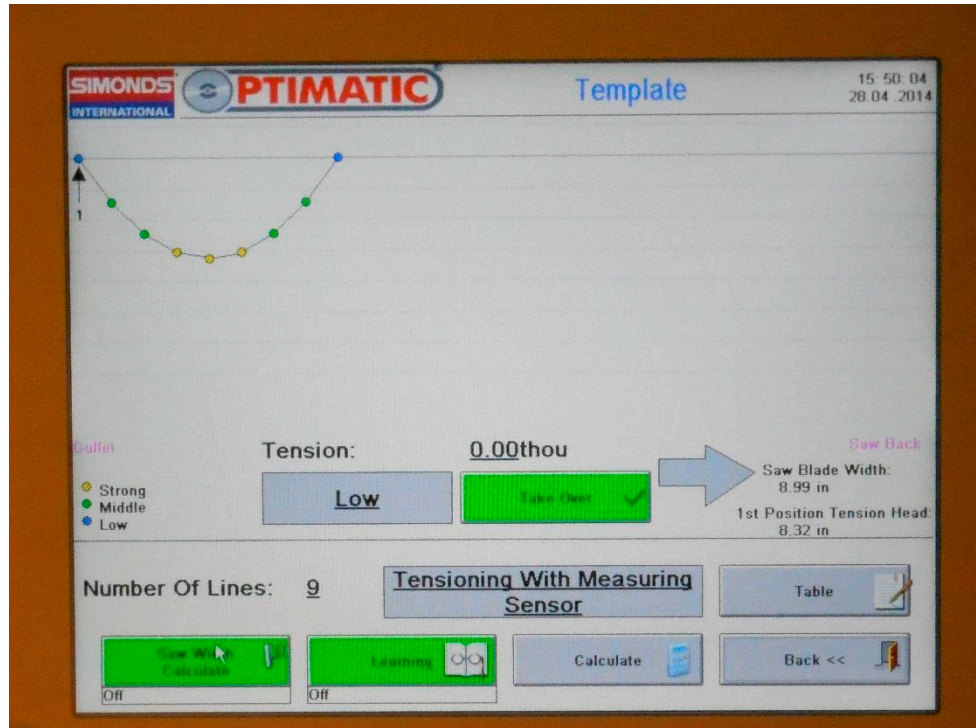 SIMONDS
INTERNATIONAL
PTIMATIC
Template
15:50:04
28.04.2014
1
Gullet
Saw Back
Tension:
0.00thou
Strong
Middle
Low
Low
Take Over
Saw Blade Width:
8.99 in
1st Position Tension Head:
8.32 in
Number Of Lines: 9
Tensioning With Measuring
Sensor
Table
Saw Width
Calculate
Off
Learning
Off
Calculate
Back <<